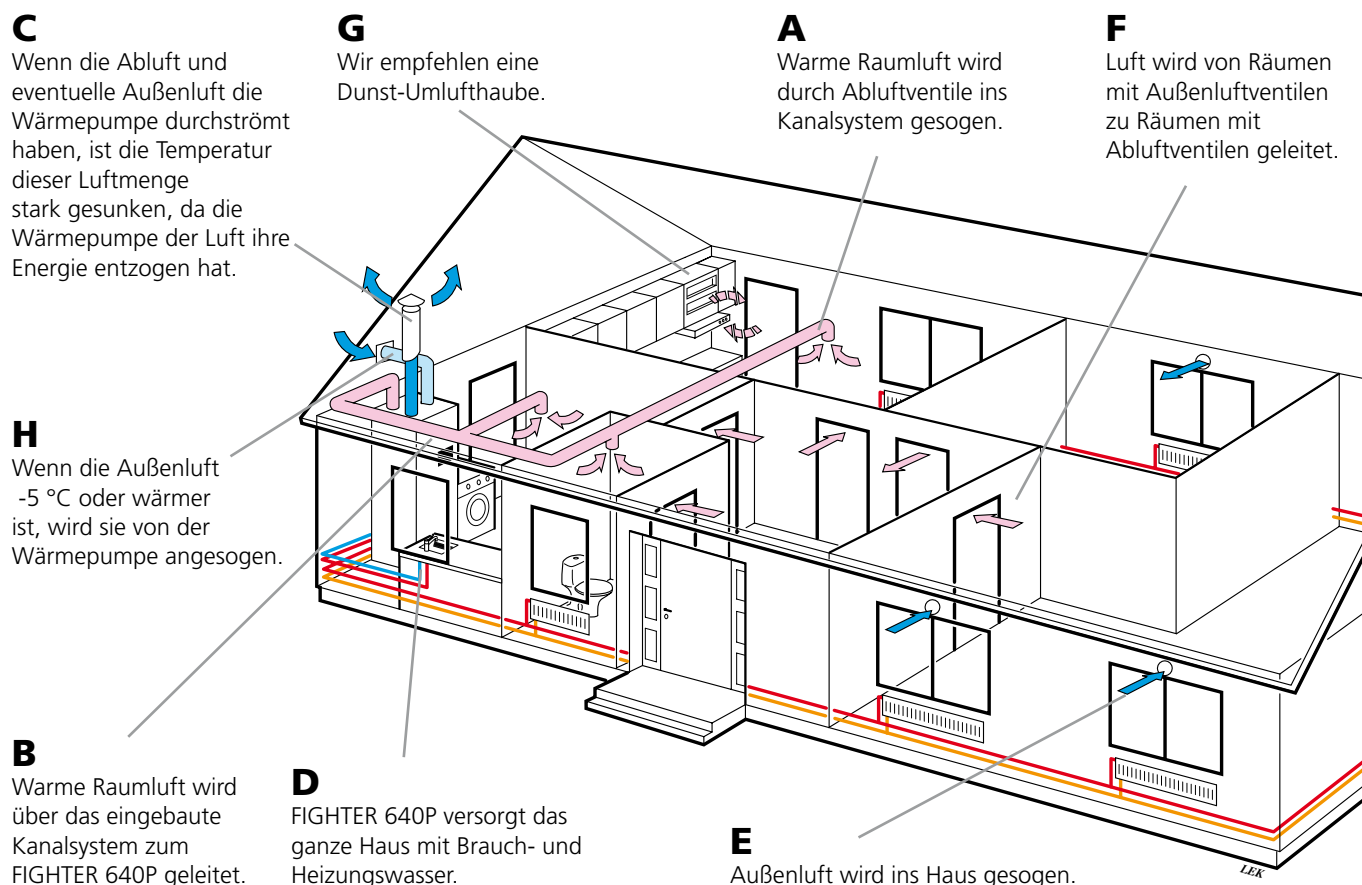 C
Wenn die Abluft und
eventuelle Außenluft die
Wärmepumpe durchströmt
haben, ist die Temperatur
dieser Luftmenge
stark gesunken, da die
Wärmepumpe der Luft ihre
Energie entzogen hat.
G
Wir empfehlen eine
Dunst-Umlufthaube.
A
Warme Raumluft wird
durch Abluftventile ins
Kanalsystem gesogen.
F
Luft wird von Räumen
mit Außenluftventilen
zu Räumen mit
Abluftventilen geleitet.
H
Wenn die Außenluft
-5 °C oder wärmer
ist, wird sie von der
Wärmepumpe angesogen.
B
Warme Raumluft wird
über das eingebaute
Kanalsystem zum
FIGHTER 640P geleitet.
D
FIGHTER 640P versorgt das
ganze Haus mit Brauch- und
Heizungswasser.
E
Außenluft wird ins Haus gesogen.
LEK